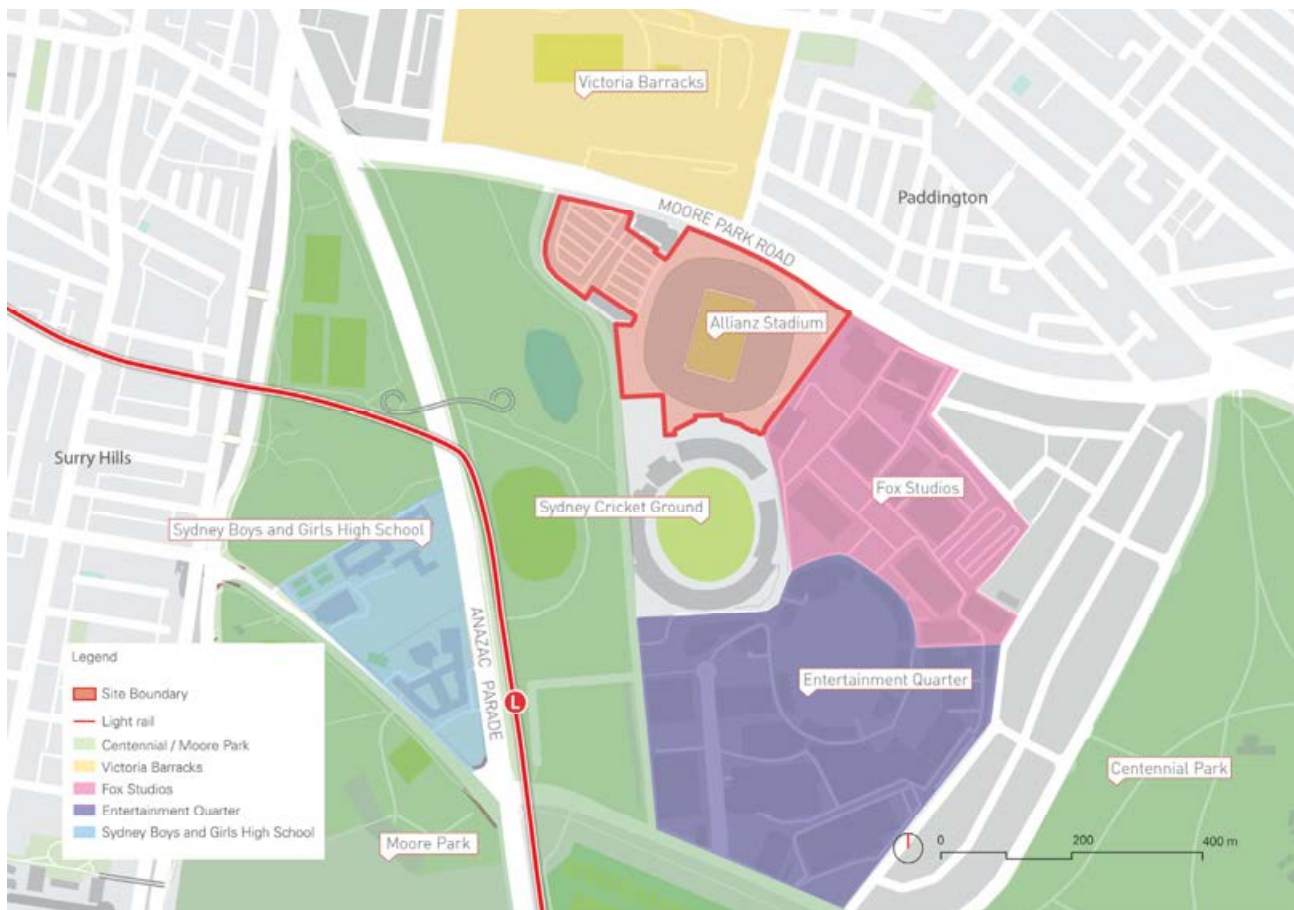 Victoria Barracks
Paddington
MOORE PARK ROAD
Allianz Stadium
Surry Hills
Fox Studios
Sydney Cricket Ground
Sydney Boys and Girls High School
ANAZAC PARADE
L
Entertainment Quarter
Centennial Park
Moore Park
Legend
Site Boundary
Light rail
Centennial / Moore Park
Victoria Barracks
Fox Studios
Entertainment Quarter
Sydney Boys and Girls High School
0 200 400 m